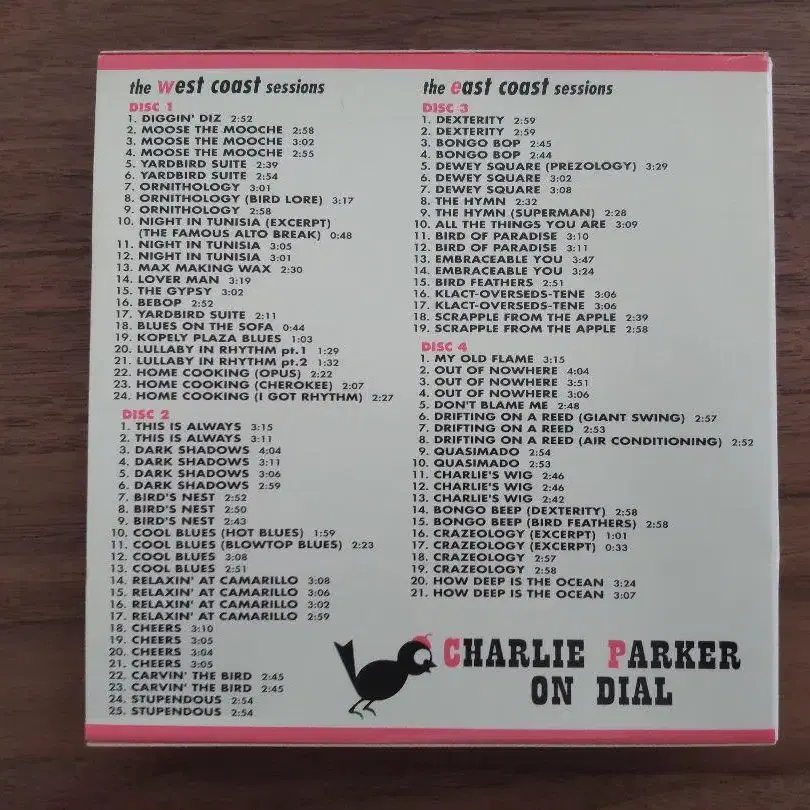 the west coast sessions
DISC 1
1. DIGGIN' DIZ 2:52
2. MOOSE THE MOOCHE 2:58
3. MOOSE THE MOOCHE 3:02
4. MOOSE THE MOOCHE 2:55
5. YARDBIRD SUITE 2:39
6. YARDBIRD SUITE 2:54
7. ORNITHOLOGY 3:01
8. ORNITHOLOGY (BIRD LORE) 3:17
9. ORNITHOLOGY 2:58
10. NIGHT IN TUNISIA (EXCERPT)
(THE FAMOUS ALTO BREAK) 0:48
11. NIGHT IN TUNISIA 3:05
12. NIGHT IN TUNISIA 3:01
13. MAX MAKING WAX 2:30
14. LOVER MAN 3:19
15. THE GYPSY 3:02
16. BEBOP 2:52
17. YARDBIRD SUITE 2:11
18. BLUES ON THE SOFA 0:44
19. KOPELY PLAZA BLUES 1:03
20. LULLABY IN RHYTHM pt.1 1:29
21. LULLABY IN RHYTHM pt.2 1:32
22. HOME COOKING (OPUS) 2:22
23. HOME COOKING (CHEROKEE) 2:07
24. HOME COOKING (I GOT RHYTHM) 2:27
DISC 2
1. THIS IS ALWAYS 3:15
2. THIS IS ALWAYS 3:11
3. DARK SHADOWS 4:04
4. DARK SHADOWS 3:11
5. DARK SHADOWS 3:06
6. DARK SHADOWS 2:59
7. BIRD'S NEST 2:52
8. BIRD'S NEST 2:50
9. BIRD'S NEST 2:43
10. COOL BLUES (HOT BLUES) 1:59
11. COOL BLUES (BLOWTOP BLUES) 2:23
12. COOL BLUES 3:08
13. COOL BLUES 2:51
14. RELAXIN' AT CAMARILLO 3:08
15. RELAXIN' AT CAMARILLO 3:06
16. RELAXIN' AT CAMARILLO 3:02
17. RELAXIN' AT CAMARILLO 2:59
18. CHEERS 3:10
19. CHEERS 3:05
20. CHEERS 3:04
21. CHEERS 3:05
22. CARVIN' THE BIRD 2:45
23. CARVIN' THE BIRD 2:45
24. STUPENDOUS 2:54
25. STUPENDOUS 2:54
the east coast sessions
DISC 3
1. DEXTERITY 2:59
2. DEXTERITY 2:59
3. BONGO BOP 2:45
4. BONGO BOP 2:44
5. DEWEY SQUARE (PREZOLOGY) 3:29
6. DEWEY SQUARE 3:02
7. DEWEY SQUARE 3:08
8. THE HYMN 2:32
9. THE HYMN (SUPERMAN) 2:28
10. ALL THE THINGS YOU ARE 3:09
11. BIRD OF PARADISE 3:10
12. BIRD OF PARADISE 3:11
13. EMBRACEABLE YOU 3:47
14. EMBRACEABLE YOU 3:24
15. BIRD FEATHERS 2:51
16. KLACT-OVERSEDS-TENE 3:06
17. KLACT-OVERSEDS-TENE 3:06
18. SCRAPPLE FROM THE APPLE 2:39
19. SCRAPPLE FROM THE APPLE 2:58
DISC 4
1. MY OLD FLAME 3:15
2. OUT OF NOWHERE 4:04
3. OUT OF NOWHERE 3:51
4. OUT OF NOWHERE 3:06
5. DON'T BLAME ME 2:48
6. DRIFTING ON A REED (GIANT SWING) 2:57
7. DRIFTING ON A REED 2:53
8. DRIFTING ON A REED (AIR CONDITIONING) 2:52
9. QUASIMADO 2:54
10. QUASIMADO 2:53
11. CHARLIE'S WIG 2:46
12. CHARLIE'S WIG 2:46
13. CHARLIE'S WIG 2:42
14. BONGO BEEP (DEXTERITY) 2:58
15. BONGO BEEP (BIRD FEATHERS) 2:58
16. CRAZEOLOGY (EXCERPT) 1:01
17. CRAZEOLOGY (EXCERPT) 0:33
18. CRAZEOLOGY 2:57
19. CRAZEOLOGY 2:58
20. HOW DEEP IS THE OCEAN 3:24
21. HOW DEEP IS THE OCEAN 3:07
CHARLIE PARKER
ON DIAL